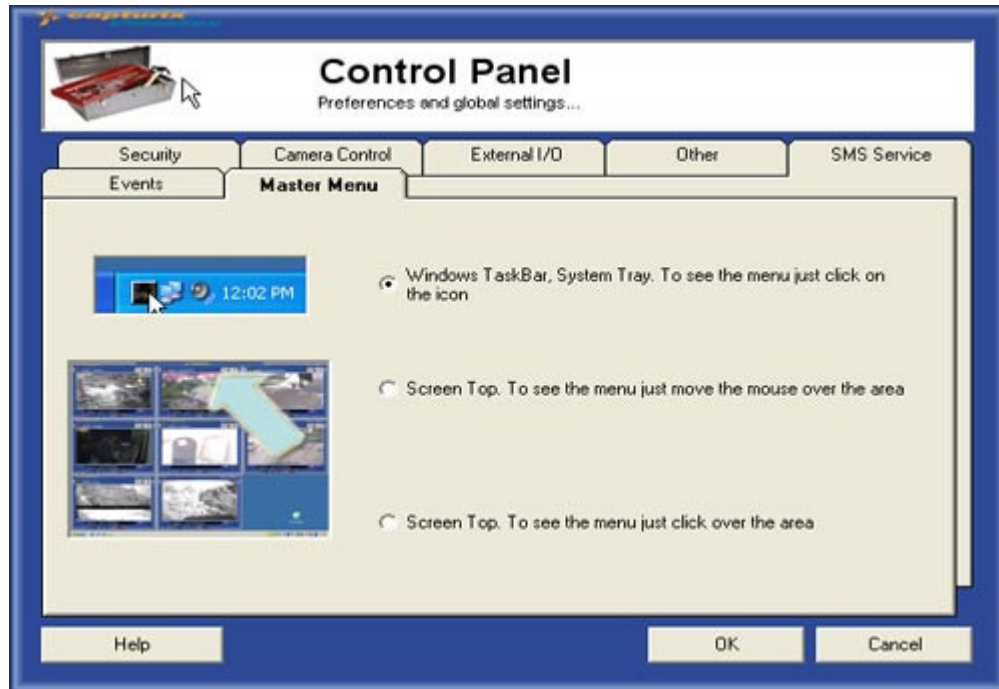 capturix
Control Panel
Preferences and global settings...
Security
Camera Control
External I/O
Other
SMS Service
Events
Master Menu
12:02 PM
Windows TaskBar, System Tray. To see the menu just click on
the icon
Screen Top. To see the menu just move the mouse over the area
Screen Top. To see the menu just click over the area
Help
OK
Cancel